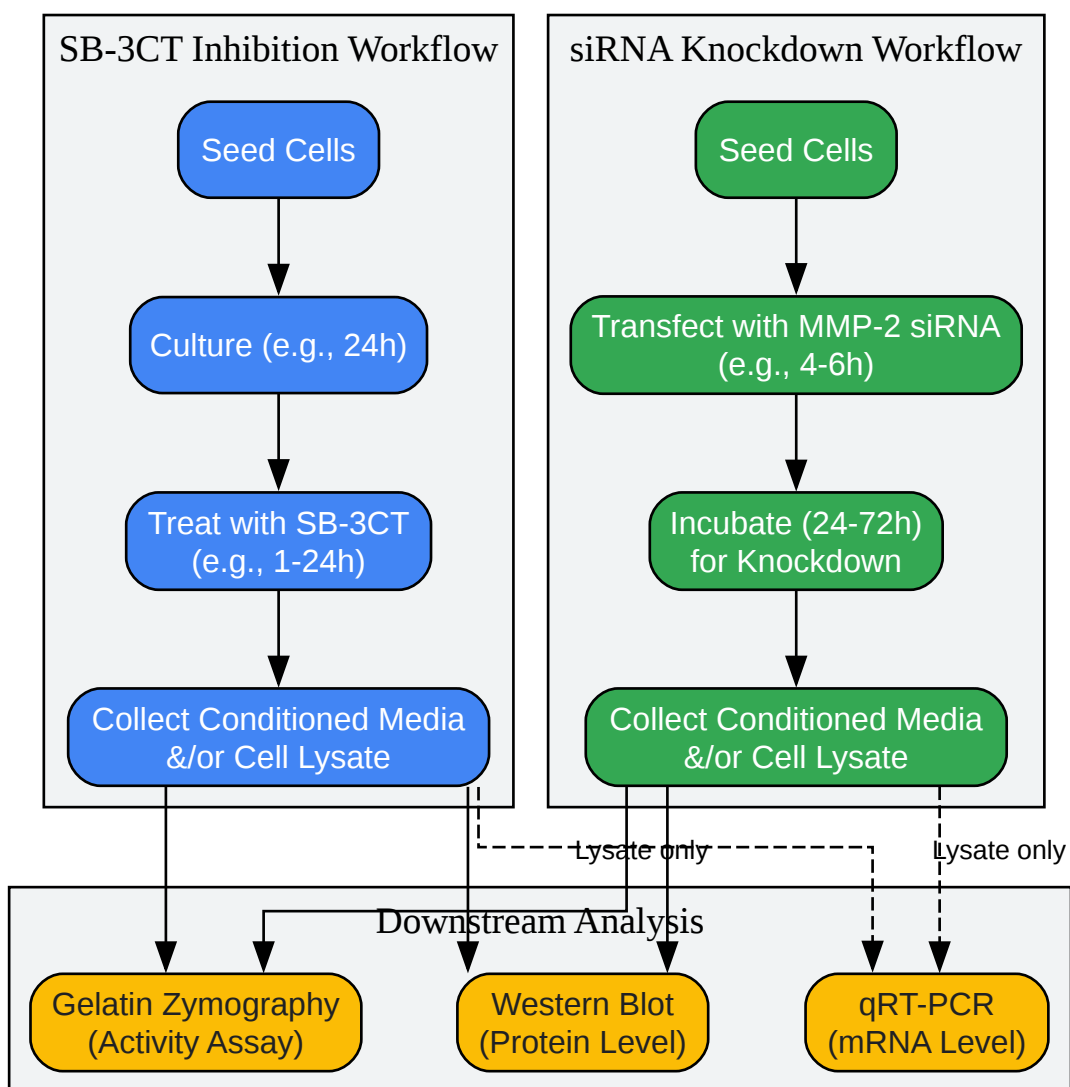 SB-3CT Inhibition Workflow
Seed Cells
Culture (e.g., 24h)
Treat with SB-3CT
(e.g., 1-24h)
Collect Conditioned Media
&/or Cell Lysate
siRNA Knockdown Workflow
Seed Cells
Transfect with MMP-2 siRNA
(e.g., 4-6h)
Incubate (24-72h)
for Knockdown
Collect Conditioned Media
&/or Cell Lysate
Lysate only
Lysate only
Downstream Analysis
Gelatin Zymography
(Activity Assay)
Western Blot
(Protein Level)
qRT-PCR
(mRNA Level)